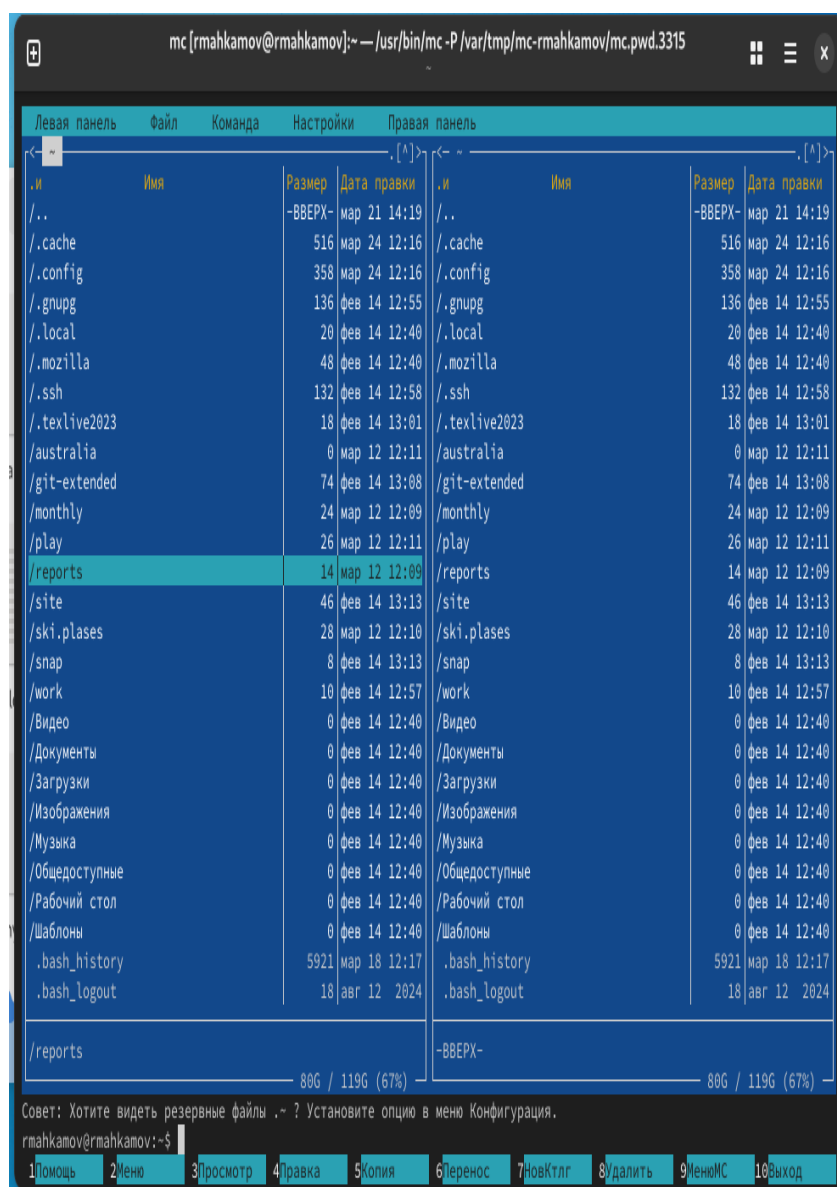 mc [rmahkamov@rmahkamov]:~ — /usr/bin/mc -P /var/tmp/mc-rmahkamov/mc.pwd.3315
~
Левая панель Файл Команда Настройки Правая панель
<- ~ .[^]> <- ~ .[^]>
.и Имя Размер Дата правки .и Имя Размер Дата правки
/.. -ВВЕРХ- мар 21 14:19 /.. -ВВЕРХ- мар 21 14:19
/.cache 516 мар 24 12:16 /.cache 516 мар 24 12:16
/.config 358 мар 24 12:16 /.config 358 мар 24 12:16
/.gnupg 136 фев 14 12:55 /.gnupg 136 фев 14 12:55
/.local 20 фев 14 12:40 /.local 20 фев 14 12:40
/.mozilla 48 фев 14 12:40 /.mozilla 48 фев 14 12:40
/.ssh 132 фев 14 12:58 /.ssh 132 фев 14 12:58
/.texlive2023 18 фев 14 13:01 /.texlive2023 18 фев 14 13:01
/australia 0 мар 12 12:11 /australia 0 мар 12 12:11
/git-extended 74 фев 14 13:08 /git-extended 74 фев 14 13:08
/monthly 24 мар 12 12:09 /monthly 24 мар 12 12:09
/play 26 мар 12 12:11 /play 26 мар 12 12:11
/reports 14 мар 12 12:09 /reports 14 мар 12 12:09
/site 46 фев 14 13:13 /site 46 фев 14 13:13
/ski.plases 28 мар 12 12:10 /ski.plases 28 мар 12 12:10
/snap 8 фев 14 13:13 /snap 8 фев 14 13:13
/work 10 фев 14 12:57 /work 10 фев 14 12:57
/Видео 0 фев 14 12:40 /Видео 0 фев 14 12:40
/Документы 0 фев 14 12:40 /Документы 0 фев 14 12:40
/Загрузки 0 фев 14 12:40 /Загрузки 0 фев 14 12:40
/Изображения 0 фев 14 12:40 /Изображения 0 фев 14 12:40
/Музыка 0 фев 14 12:40 /Музыка 0 фев 14 12:40
/Общедоступные 0 фев 14 12:40 /Общедоступные 0 фев 14 12:40
/Рабочий стол 0 фев 14 12:40 /Рабочий стол 0 фев 14 12:40
/Шаблоны 0 фев 14 12:40 /Шаблоны 0 фев 14 12:40
.bash_history 5921 мар 18 12:17 .bash_history 5921 мар 18 12:17
.bash_logout 18 авг 12 2024 .bash_logout 18 авг 12 2024
/reports -ВВЕРХ-
80G / 119G (67%) 80G / 119G (67%)
Совет: Хотите видеть резервные файлы .~ ? Установите опцию в меню Конфигурация.
rmahkamov@rmahkamov:~$
1Помощь 2Меню 3Просмотр 4Правка 5Копия 6Перенос 7НовКтлг 8Удалить 9МенюMC 10Выход